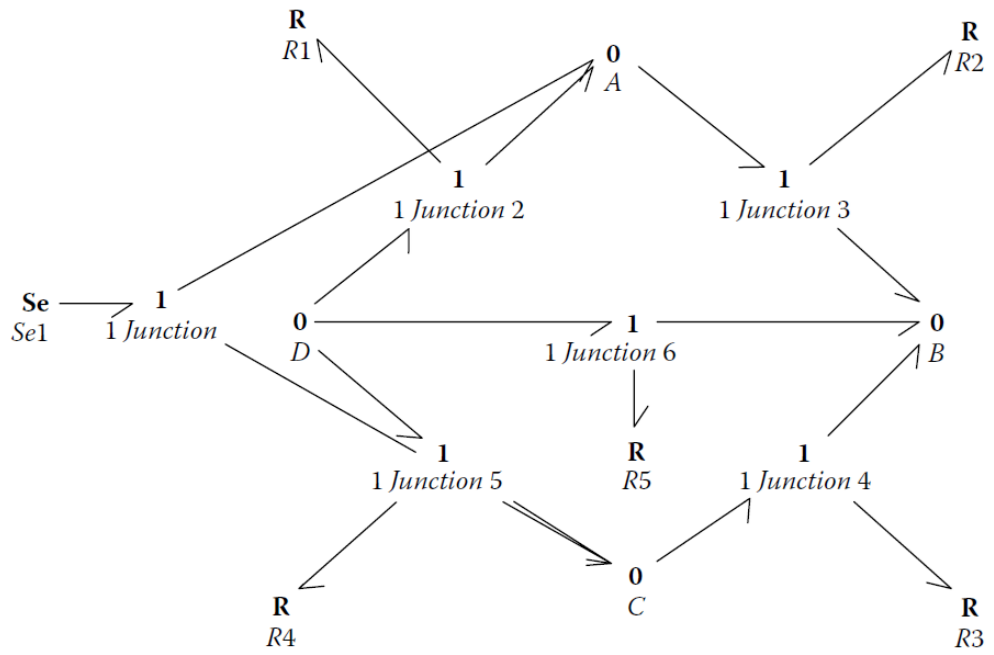 R
R1
0
A
R
R2
1
1 Junction 2
1
1 Junction 3
Se
Se1
1
1 Junction
0
D
1
1 Junction 6
0
B
1
1 Junction 5
R
R5
1
1 Junction 4
0
C
R
R4
R
R3